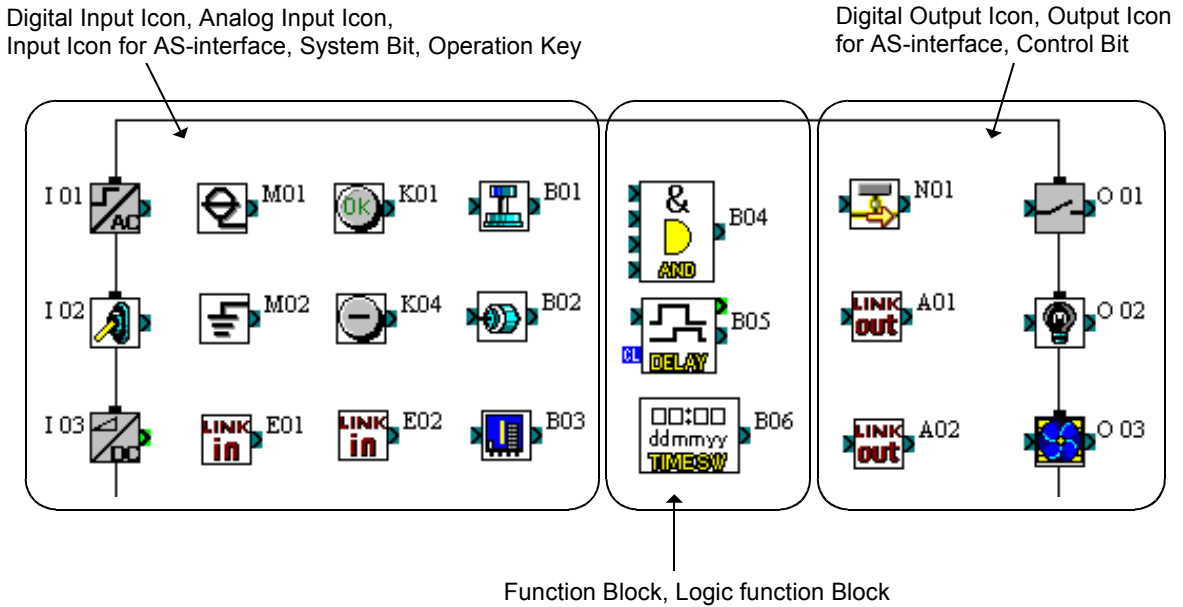 Digital Input Icon, Analog Input Icon,
Input Icon for AS-interface, System Bit, Operation Key
Digital Output Icon, Output Icon
for AS-interface, Control Bit
I 01
AC
M01
OK
K01
B01
&
AND
B04
N01
O 01
I 02
M02
K04
B02
CL
DELAY
B05
LINK
out
A01
O 02
I 03
DC
LINK
in
E01
LINK
in
E02
B03
ddmmyy
TIMESW
B06
LINK
out
A02
O 03
Function Block, Logic function Block